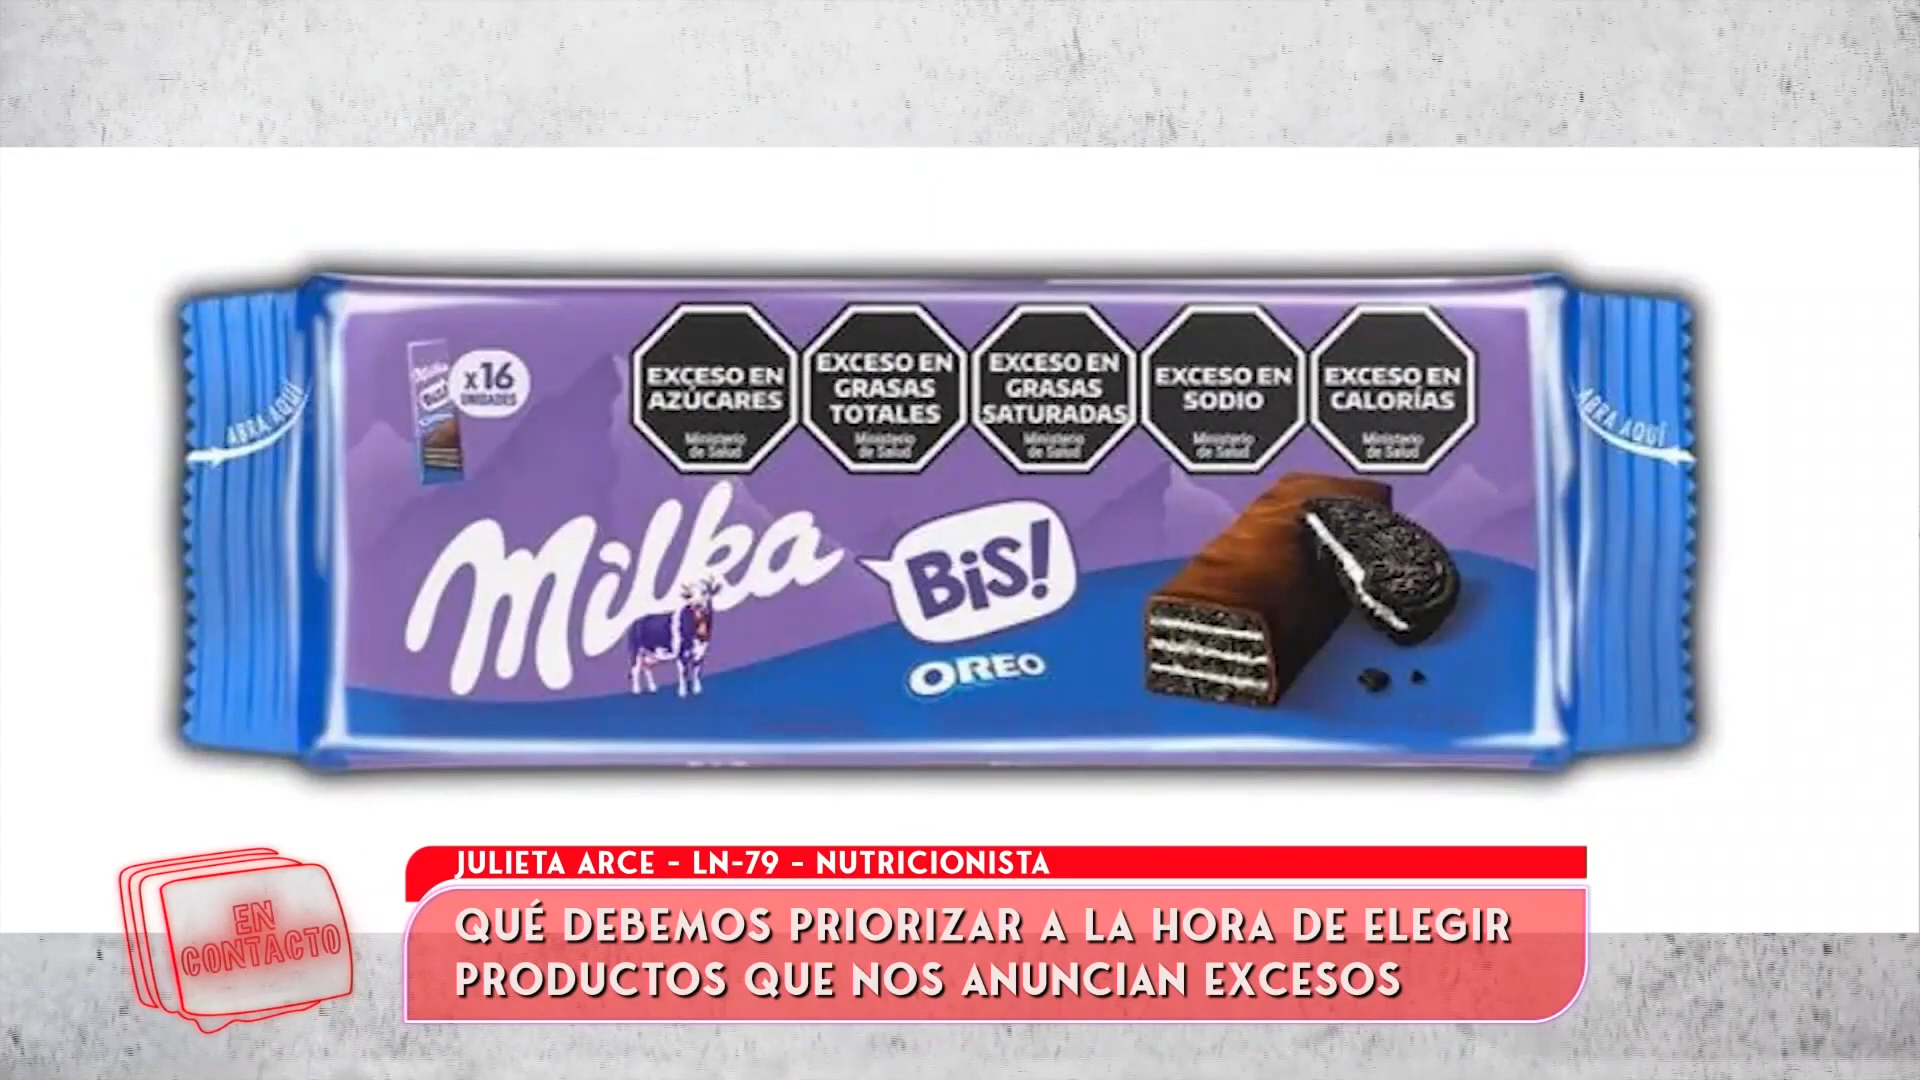 x16
UNIDADES
ABRA AQUÍ
EXCESO EN
AZÚCARES
Ministerio
de Salud
EXCESO EN
GRASAS
TOTALES
Ministerio
de Salud
EXCESO EN
GRASAS
SATURADAS
Ministerio
de Salud
EXCESO EN
SODIO
Ministerio
de Salud
EXCESO EN
CALORÍAS
Ministerio
de Salud
ABRA AQUÍ
Milka
BiS!
OREO
JULIETA ARCE - LN-79 - NUTRICIONISTA
EN
CONTACTO
QUÉ DEBEMOS PRIORIZAR A LA HORA DE ELEGIR
PRODUCTOS QUE NOS ANUNCIAN EXCESOS